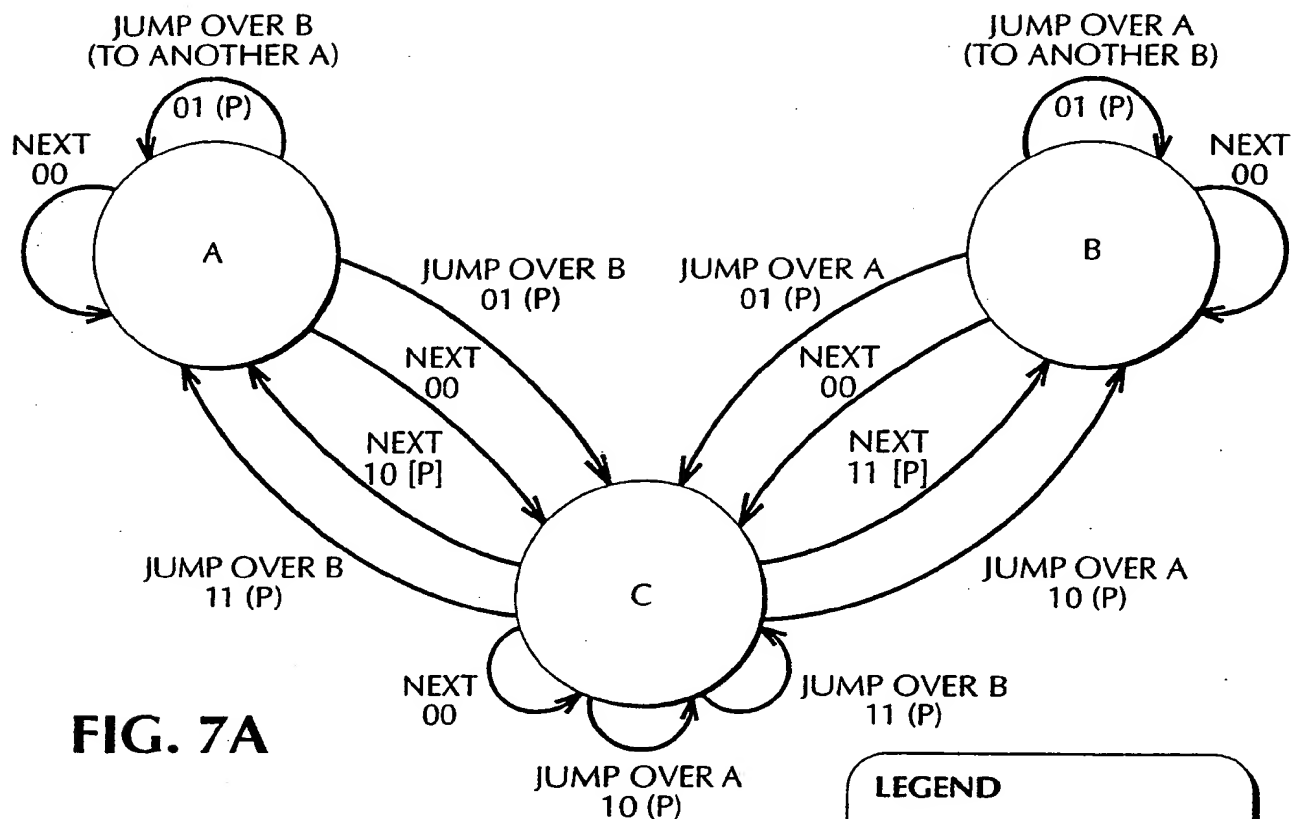 JUMP OVER B
(TO ANOTHER A)
01 (P)
NEXT
00
A
JUMP OVER A
(TO ANOTHER B)
01 (P)
NEXT
00
B
JUMP OVER B
01 (P)
JUMP OVER A
01 (P)
NEXT
00
NEXT
00
NEXT
10 [P]
NEXT
11 [P]
JUMP OVER B
11 (P)
C
JUMP OVER A
10 (P)
NEXT
00
JUMP OVER B
11 (P)
JUMP OVER A
10 (P)
FIG. 7A
LEGEND